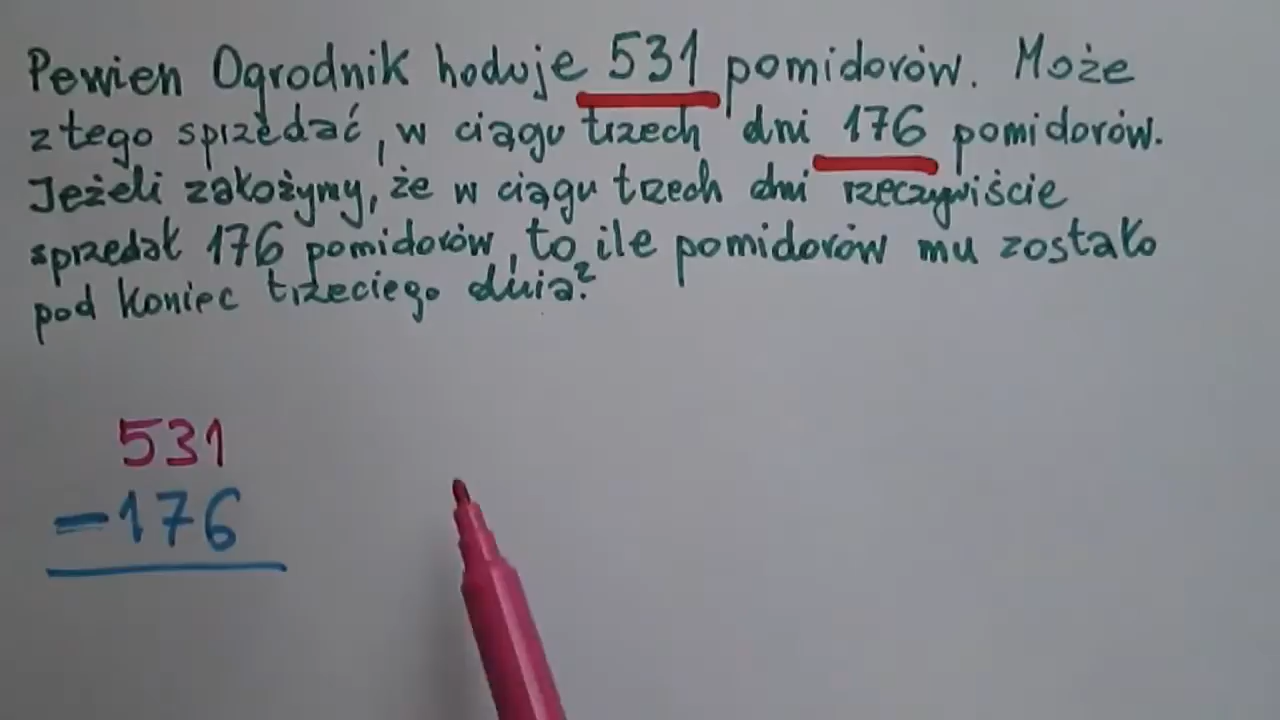 Pewien Ogrodnik hoduje 531 pomidorów. Może
z tego sprzedać, w ciągu trzech dni 176 pomidorów.
Jeżeli założymy, że w ciągu trzech dni rzeczywiście
sprzedał 176 pomidorów, to ile pomidorów mu zostało
pod koniec trzeciego dnia?
531
-176